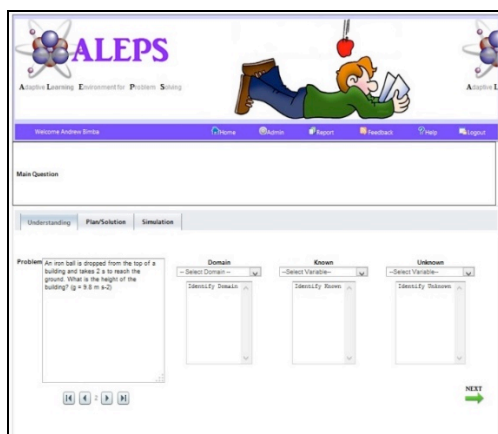 ALEPS
Adaptive Learning Environment for Problem Solving
Adaptive L
Welcome Andrew Bimba
Home
Admin
Report
Feedback
Help
Logout
Main Question
Understanding
Plan/Solution
Simulation
Problem
An iron ball is dropped from the top of a
building and takes 2 s to reach the
ground. What is the height of the
building? (g = 9.8 m s-2)
Domain
--Select Domain--
Identify Domain
Known
--Select Variable--
Identify Known
Unknown
--Select Variable--
Identify Unknown
2
NEXT